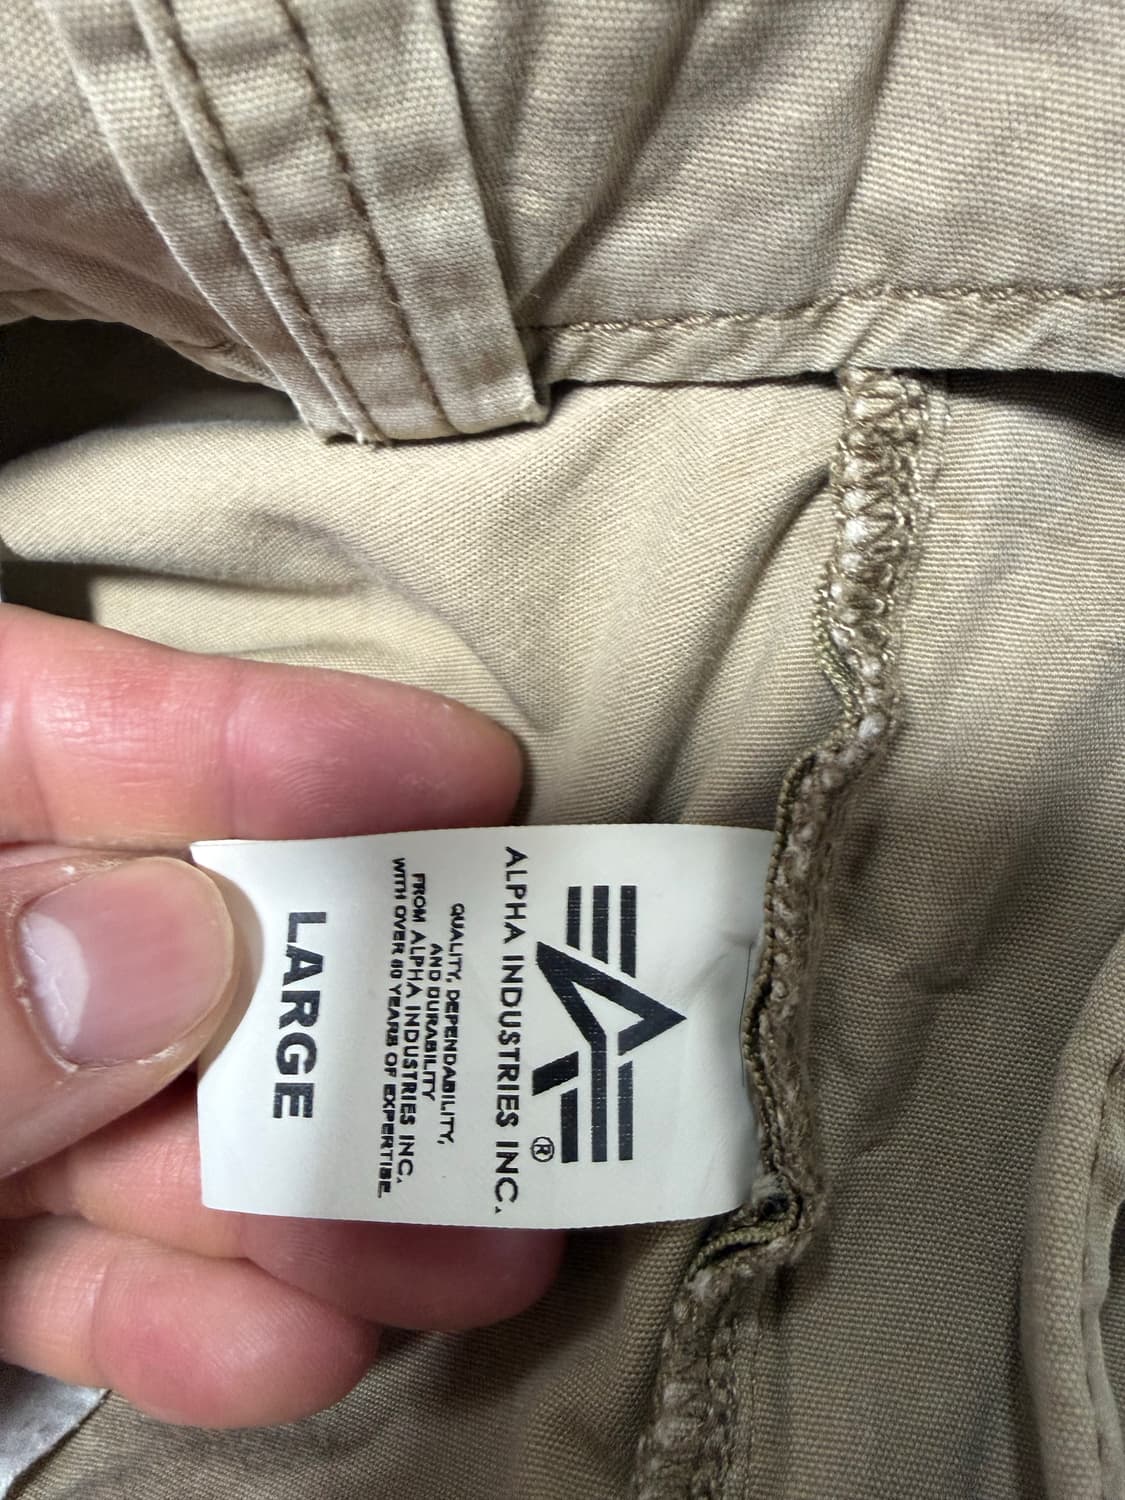 ALPHA INDUSTRIES INC.
QUALITY, DEPENDABILITY,
AND DURABILITY
FROM ALPHA INDUSTRIES INC.
WITH OVER 60 YEARS OF EXPERTISE.
LARGE